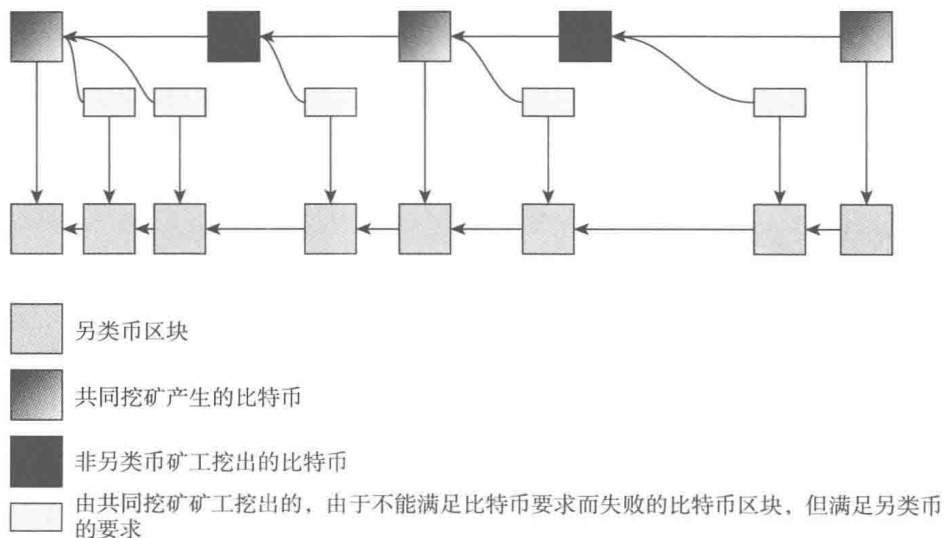 另类币区块
共同挖矿产生的比特币
非另类币矿工挖出的比特币
由共同挖矿矿工挖出的，由于不能满足比特币要求而失败的比特币区块，但满足另类币
的要求